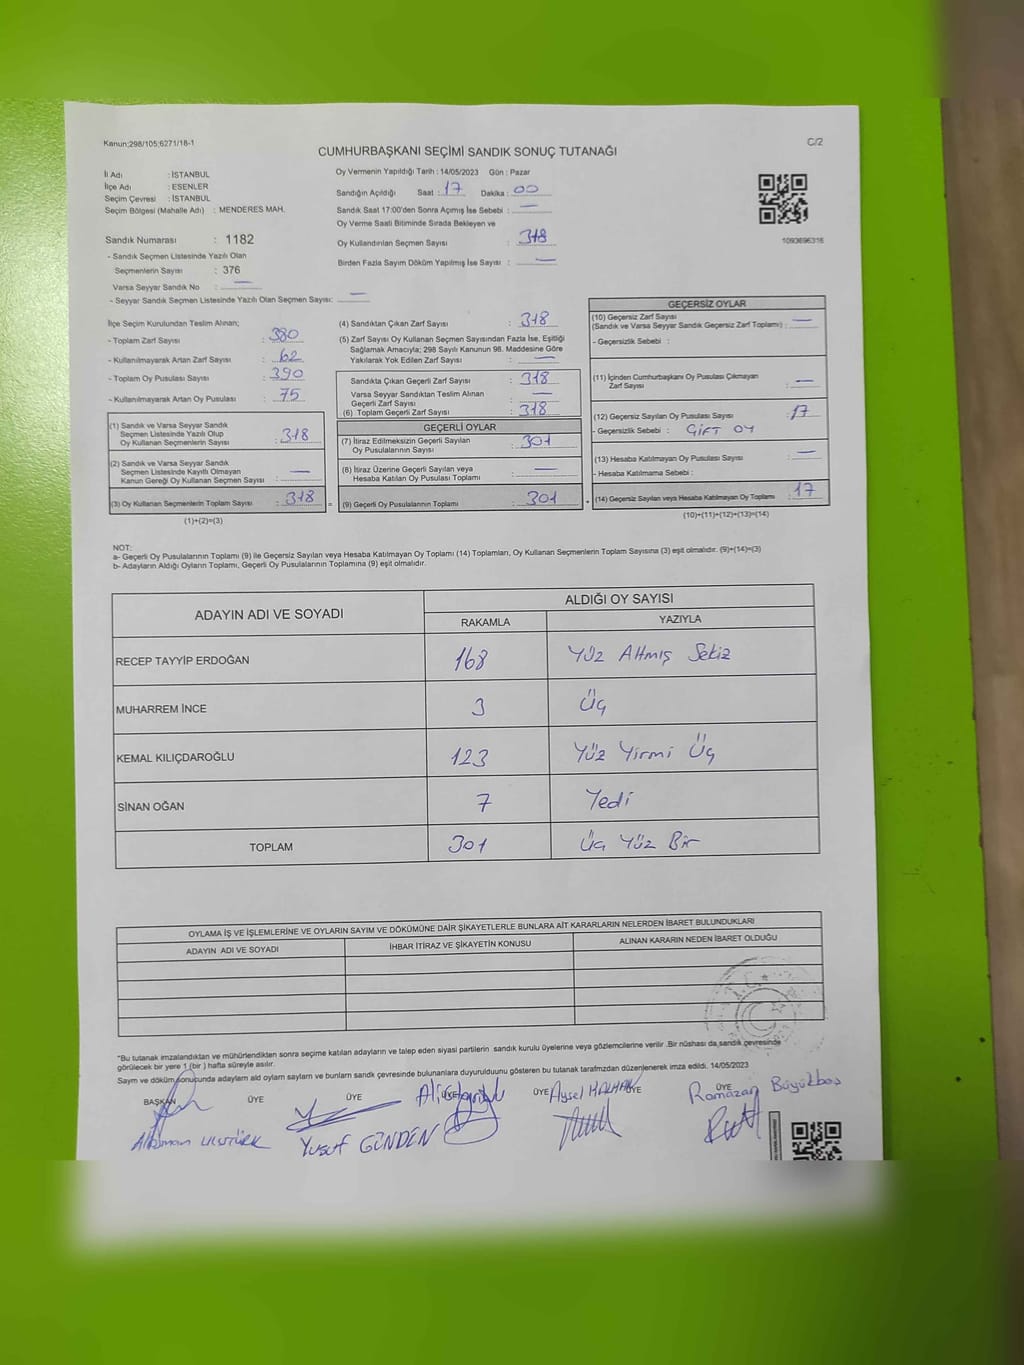 Kanun;298/105;6271/18-1
C/2
CUMHURBAŞKANI SEÇİMİ SANDIK SONUÇ TUTANAĞI
İl Adı : İSTANBUL
İlçe Adı : ESENLER
Seçim Çevresi : İSTANBUL
Seçim Bölgesi (Mahalle Adı) : MENDERES MAH.
Sandık Numarası : 1182
- Sandık Seçmen Listesinde Yazılı Olan
Seçmenlerin Sayısı : 376
Varsa Seyyar Sandık No : —
- Seyyar Sandık Seçmen Listesinde Yazılı Olan Seçmen Sayısı: —
Oy Vermenin Yapıldığı Tarih : 14/05/2023 Gün : Pazar
Sandığın Açıldığı Saat : 17 Dakika : 00
Sandık Saat 17:00'den Sonra Açımış İse Sebebi : —
Oy Verme Saati Bitiminde Sırada Bekleyen ve
Oy Kullandırılan Seçmen Sayısı : 318
Birden Fazla Sayım Döküm Yapılmış İse Sayısı : —
1093696316
İlçe Seçim Kurulundan Teslim Alınan;
- Toplam Zarf Sayısı : 380
- Kullanılmayarak Artan Zarf Sayısı : 62
- Toplam Oy Pusulası Sayısı : 390
- Kullanılmayarak Artan Oy Pusulası : 75
(1) Sandık ve Varsa Seyyar Sandık
Seçmen Listesinde Yazılı Olup
Oy Kullanan Seçmenlerin Sayısı : 318
(2) Sandık ve Varsa Seyyar Sandık
Seçmen Listesinde Kayıtlı Olmayan
Kanun Gereği Oy Kullanan Seçmen Sayısı : —
(3) Oy Kullanan Seçmenlerin Toplam Sayısı : 318
(1)+(2)=(3)
(4) Sandıktan Çıkan Zarf Sayısı : 318
(5) Zarf Sayısı Oy Kullanan Seçmen Sayısından Fazla İse, Eşitliği
Sağlamak Amacıyla; 298 Sayılı Kanunun 98. Maddesine Göre
Yakılarak Yok Edilen Zarf Sayısı : —
Sandıkta Çıkan Geçerli Zarf Sayısı : 318
Varsa Seyyar Sandıktan Teslim Alınan
Geçerli Zarf Sayısı : —
(6) Toplam Geçerli Zarf Sayısı : 318
GEÇERLİ OYLAR
(7) İtiraz Edilmeksizin Geçerli Sayılan
Oy Pusulasının Sayısı : 301
(8) İtiraz Üzerine Geçerli Sayılan veya
Hesaba Katılan Oy Pusulası Toplamı : —
= (9) Geçerli Oy Pusulalarının Toplamı : 301
GEÇERSİZ OYLAR
(10) Geçersiz Zarf Sayısı
(Sandık ve Varsa Seyyar Sandık Geçersiz Zarf Toplamı) : —
- Geçersizlik Sebebi :
(11) İçinden Cumhurbaşkanı Oy Pusulası Çıkmayan
Zarf Sayısı : —
(12) Geçersiz Sayılan Oy Pusulası Sayısı : 17
- Geçersizlik Sebebi : GİFT OY
(13) Hesaba Katılmayan Oy Pusulası Sayısı : —
- Hesaba Katılmama Sebebi :
+ (14) Geçersiz Sayılan veya Hesaba Katılmayan Oy Toplamı : 17
(10)+(11)+(12)+(13)=(14)
NOT:
a- Geçerli Oy Pusulalarının Toplamı (9) ile Geçersiz Sayılan veya Hesaba Katılmayan Oy Toplamı (14) Toplamları, Oy Kullanan Seçmenlerin Toplam Sayısına (3) eşit olmalıdır. (9)+(14)=(3)
b- Adayların Aldığı Oyların Toplamı, Geçerli Oy Pusulalarının Toplamına (9) eşit olmalıdır.
ADAYIN ADI VE SOYADI ALDIĞI OY SAYISI
RAKAMLA YAZIYLA
RECEP TAYYİP ERDOĞAN 168 Yüz Altmış Sekiz
MUHARREM İNCE 3 Üç
KEMAL KILIÇDAROĞLU 123 Yüz Yirmi Üç
SİNAN OĞAN 7 Yedi
TOPLAM 301 Üç Yüz Bir
OYLAMA İŞ VE İŞLEMLERİNE VE OYLARIN SAYIM VE DÖKÜMÜNE DAİR ŞİKAYETLERLE BUNLARA AİT KARARLARIN NELERDEN İBARET BULUNDUKLARI
ADAYIN ADI VE SOYADI İHBAR İTİRAZ VE ŞİKAYETİN KONUSU ALINAN KARARIN NEDEN İBARET OLDUĞU
T.C.
*Bu tutanak imzalandıktan ve mühürlendikten sonra seçime katılan adayların ve talep eden siyasi partilerin sandık kurulu üyelerine veya gözlemcilerine verilir .Bir nüshası da sandık çevresinde
görülecek bir yere 1 (bir ) hafta süreyle asılır.
Sayım ve döküm sonucunda adayların ald oyların sayların ve bunların sandık çevresinde bulunanlara duyurulduunu gösteren bu tutanak tarafmzdan düzenlenerek imza edildi. 14/05/2023
BAŞKAN ÜYE ÜYE ÜYE ÜYE ÜYE ÜYE
Aysel Ramazan Büyükbaş
Yusuf GÜNDEN